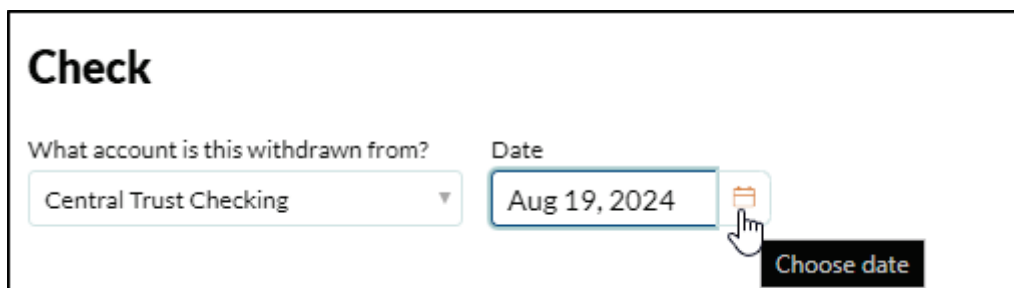 Check
What account is this withdrawn from? Date
Central Trust Checking Aug 19, 2024
Choose date